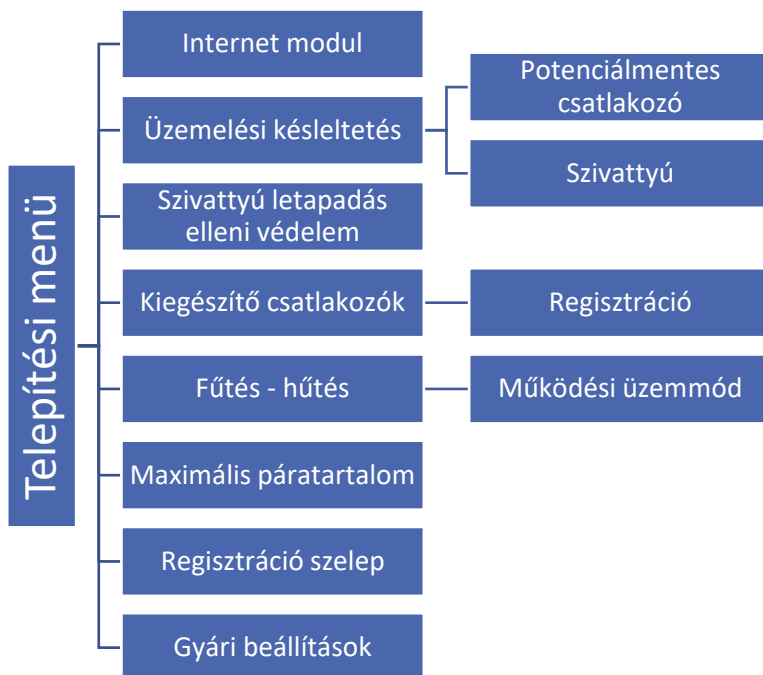 Telepítési menü
Internet modul
Üzemelési késleltetés
Potenciálmentes
csatlakozó
Szivattyú
Szivattyú letapadás
elleni védelem
Kiegészítő csatlakozók
Regisztráció
Fűtés - hűtés
Működési üzemmód
Maximális páratartalom
Regisztráció szelep
Gyári beállítások